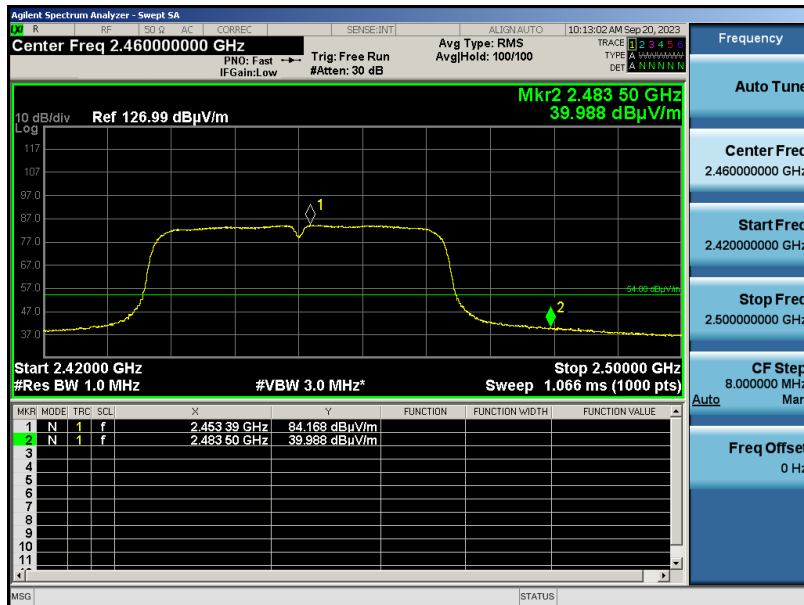 Agilent Spectrum Analyzer - Swept SA
LXI R RF 50 Ω AC CORREC SENSE:INT ALIGN AUTO 10:13:02 AM Sep 20, 2023
Center Freq 2.460000000 GHz
PNO: Fast
IFGain:Low
Trig: Free Run
#Atten: 30 dB
Avg Type: RMS
Avg|Hold: 100/100
TRACE 1 2 3 4 5 6
TYPE A WWWWWW
DET A N N N N N
Mkr2 2.483 50 GHz
39.988 dBµV/m
10 dB/div Ref 126.99 dBµV/m
Log
117
107
97.0
87.0
77.0
67.0
57.0
47.0
37.0
1
54.00 dBµV/m
2
Start 2.42000 GHz Stop 2.50000 GHz
#Res BW 1.0 MHz #VBW 3.0 MHz* Sweep 1.066 ms (1000 pts)
MKR MODE TRC SCL X Y FUNCTION FUNCTION WIDTH FUNCTION VALUE
1 N 1 f 2.453 39 GHz 84.168 dBµV/m
2 N 1 f 2.483 50 GHz 39.988 dBµV/m
3
4
5
6
7
8
9
10
11
MSG STATUS
Frequency
Auto Tune
Center Freq
2.460000000 GHz
Start Freq
2.420000000 GHz
Stop Freq
2.500000000 GHz
CF Step
8.000000 MHz
Auto Man
Freq Offset
0 Hz